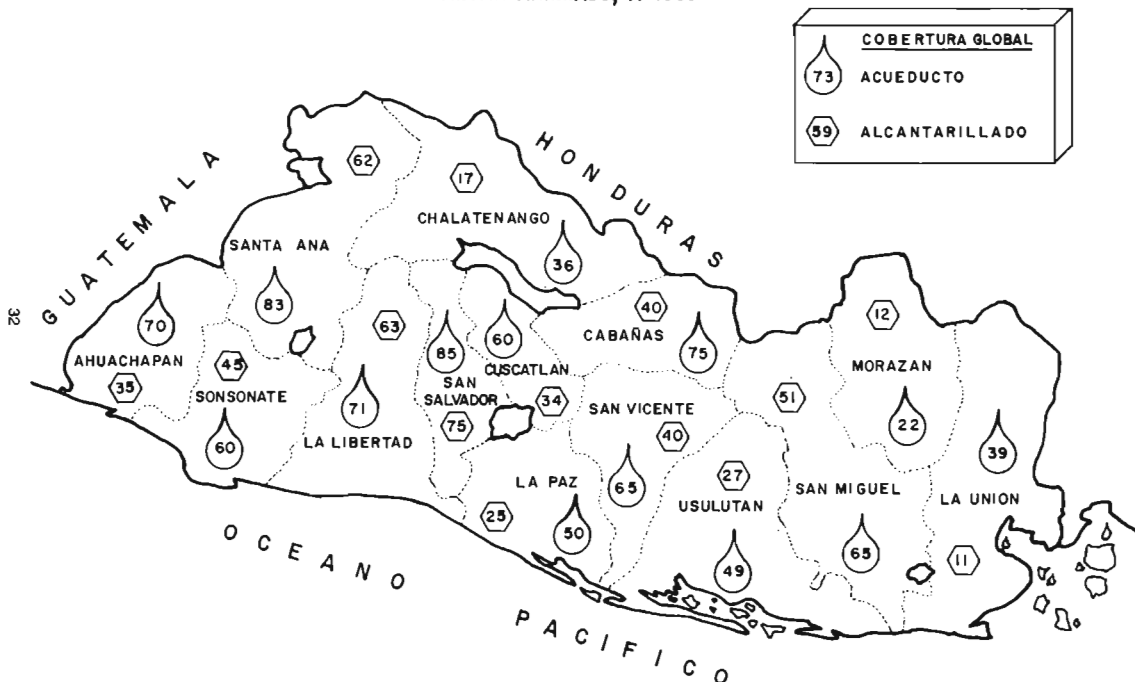 COBERTURA GLOBAL
73 ACUEDUCTO
59 ALCANTARILLADO
GUATEMALA
HONDURAS
62
17
CHALATENANGO
36
SANTA ANA
83
70
AHUACHAPAN
35
45
SONSONATE
60
63
71
LA LIBERTAD
85
SAN
SALVADOR
75
60
CUSCATLAN
34
40
CABAÑAS
75
SAN VICENTE
40
65
LA PAZ
25
50
27
USULUTAN
49
51
SAN MIGUEL
65
12
MORAZAN
22
39
LA UNION
11
OCEANO
PACIFICO
32